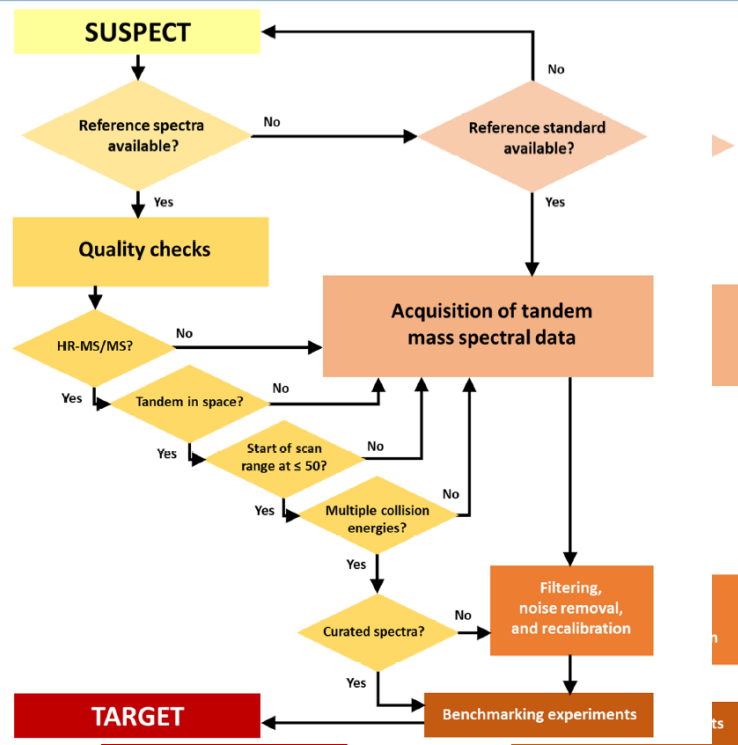 SUSPECT
No
Reference spectra
available?
No
Reference standard
available?
Yes
Yes
Quality checks
Acquisition of tandem
mass spectral data
HR-MS/MS?
No
Yes
Tandem in space?
No
Yes
Start of scan
range at ≤ 50?
No
Yes
Multiple collision
energies?
No
Yes
Filtering,
noise removal,
and recalibration
Curated spectra?
No
n
Yes
TARGET
Benchmarking experiments
ts